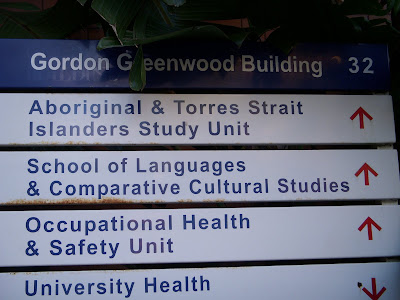 Gordon Greenwood Building 32
Aboriginal & Torres Strait
Islanders Study Unit
School of Languages
& Comparative Cultural Studies
Occupational Health
& Safety Unit
University Health